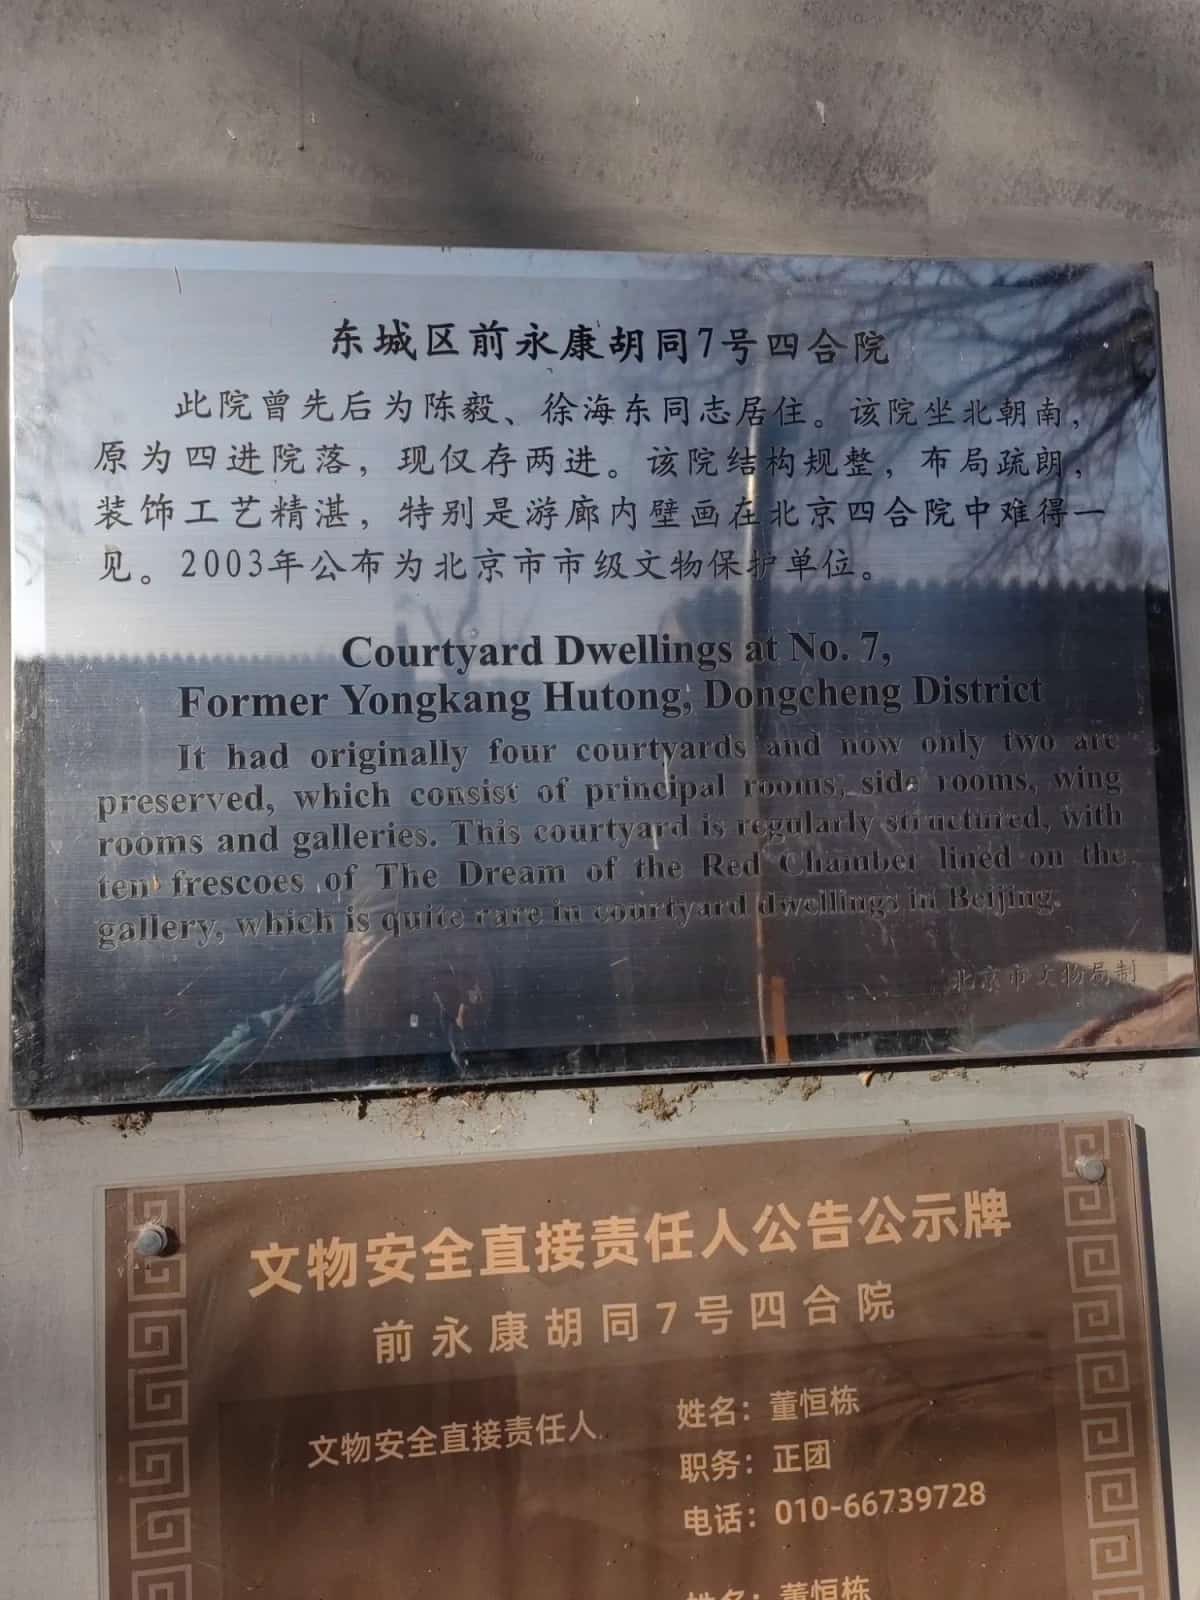 东城区前永康胡同7号四合院
此院曾先后为陈毅、徐海东同志居住。该院坐北朝南，
原为四进院落，现仅存两进。该院结构规整，布局疏朗，
装饰工艺精湛，特别是游廊内壁画在北京四合院中难得一
见。2003年公布为北京市市级文物保护单位。
Courtyard Dwellings at No. 7,
Former Yongkang Hutong, Dongcheng District
It had originally four courtyards and now only two are
preserved, which consist of principal rooms, side rooms, wing
rooms and galleries. This courtyard is regularly structured, with
ten frescoes of The Dream of the Red Chamber lined on the
gallery, which is quite rare in courtyard dwellings in Beijing.
北京市文物局制
文物安全直接责任人公告公示牌
前永康胡同7号四合院
文物安全直接责任人
姓名：董恒栋
职务：正团
电话：010-66739728
姓名：董恒栋